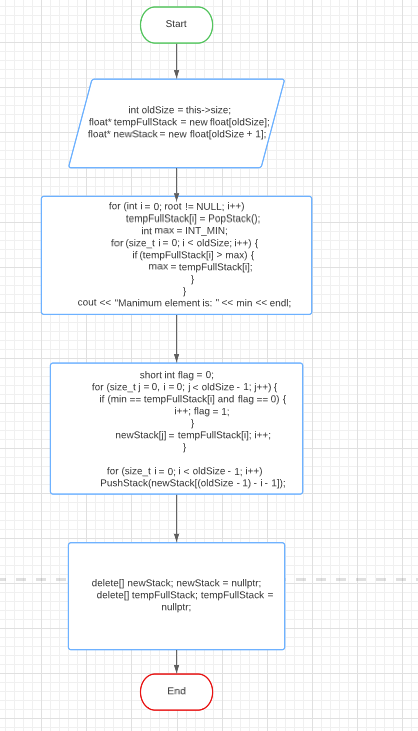 Start
int oldSize = this->size;
float* tempFullStack = new float[oldSize];
float* newStack = new float[oldSize + 1];
for (int i = 0; root != NULL; i++)
tempFullStack[i] = PopStack();
int max = INT_MIN;
for (size_t i = 0; i < oldSize; i++) {
if (tempFullStack[i] > max) {
max = tempFullStack[i];
}
}
cout << "Manimum element is: " << min << endl;
short int flag = 0;
for (size_t j = 0, i = 0; j < oldSize - 1; j++) {
if (min == tempFullStack[i] and flag == 0) {
i++; flag = 1;
}
newStack[j] = tempFullStack[i]; i++;
}
for (size_t i = 0; i < oldSize - 1; i++)
PushStack(newStack[(oldSize - 1) - i - 1]);
delete[] newStack; newStack = nullptr;
delete[] tempFullStack; tempFullStack =
nullptr;
End